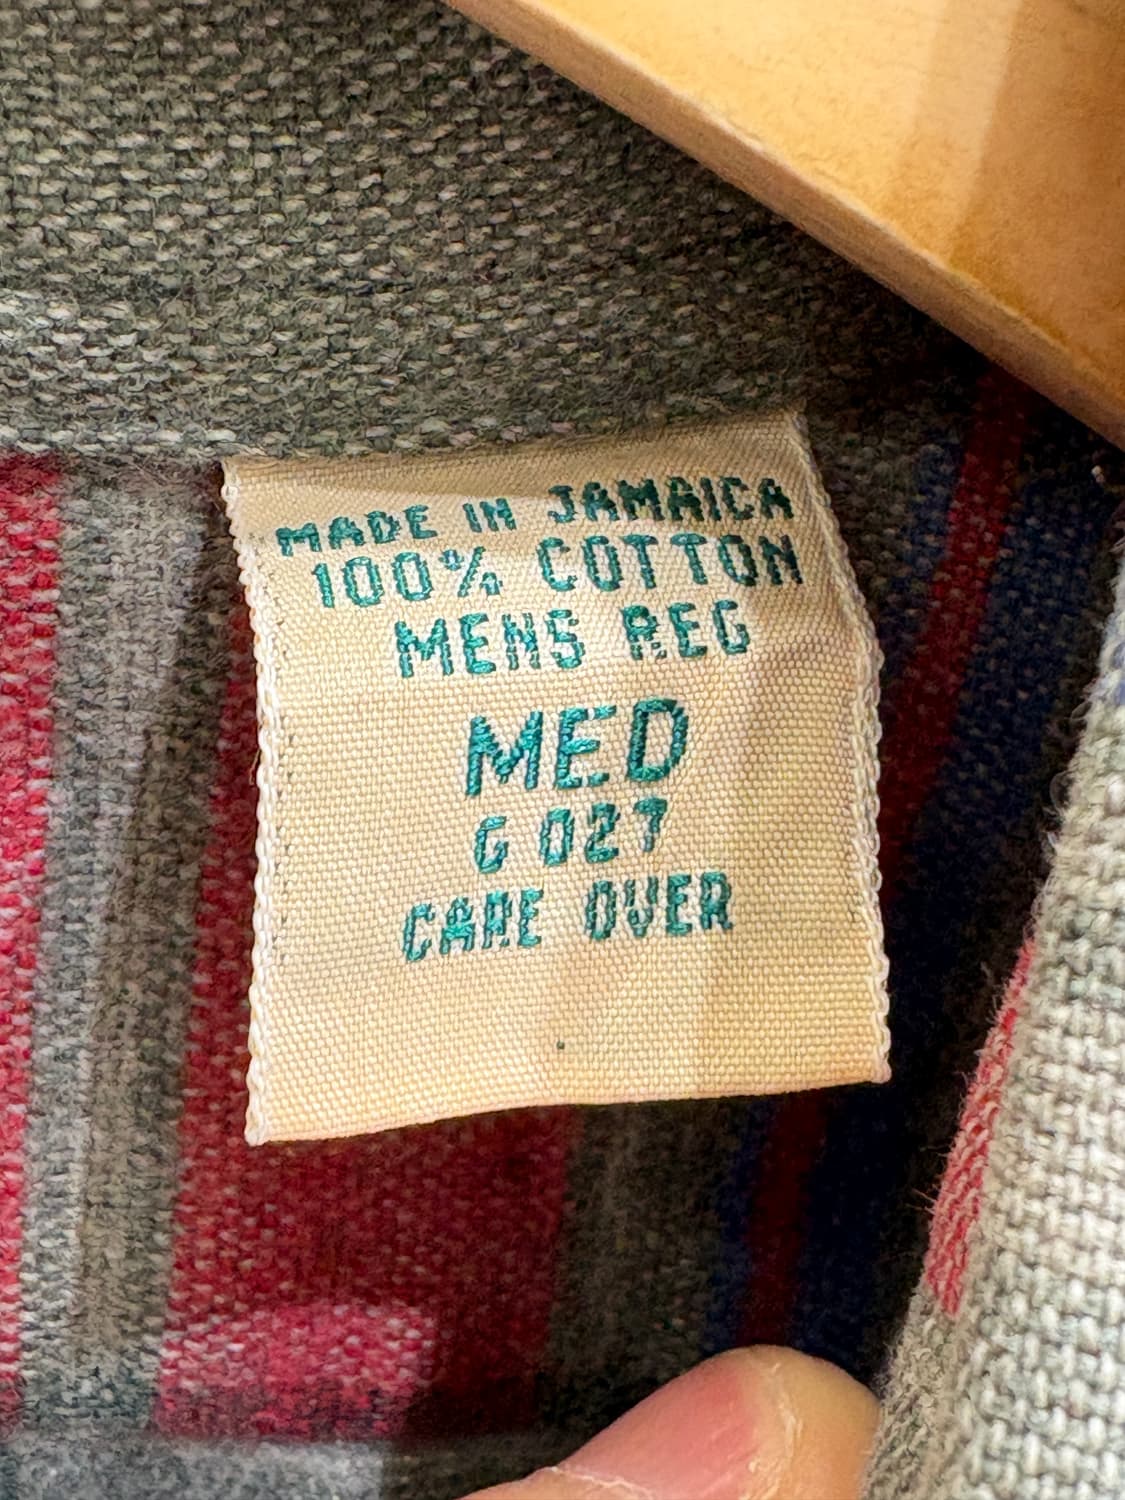 MADE IN JAMAICA
100% COTTON
MENS REG
MED
G 027
CARE OVER